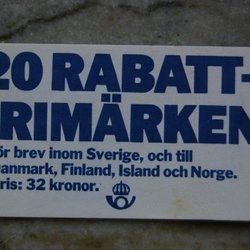 20 RABATT-
RIMÄRKEN
ör brev inom Sverige, och till
anmark, Finland, Island och Norge.
ris: 32 kronor.